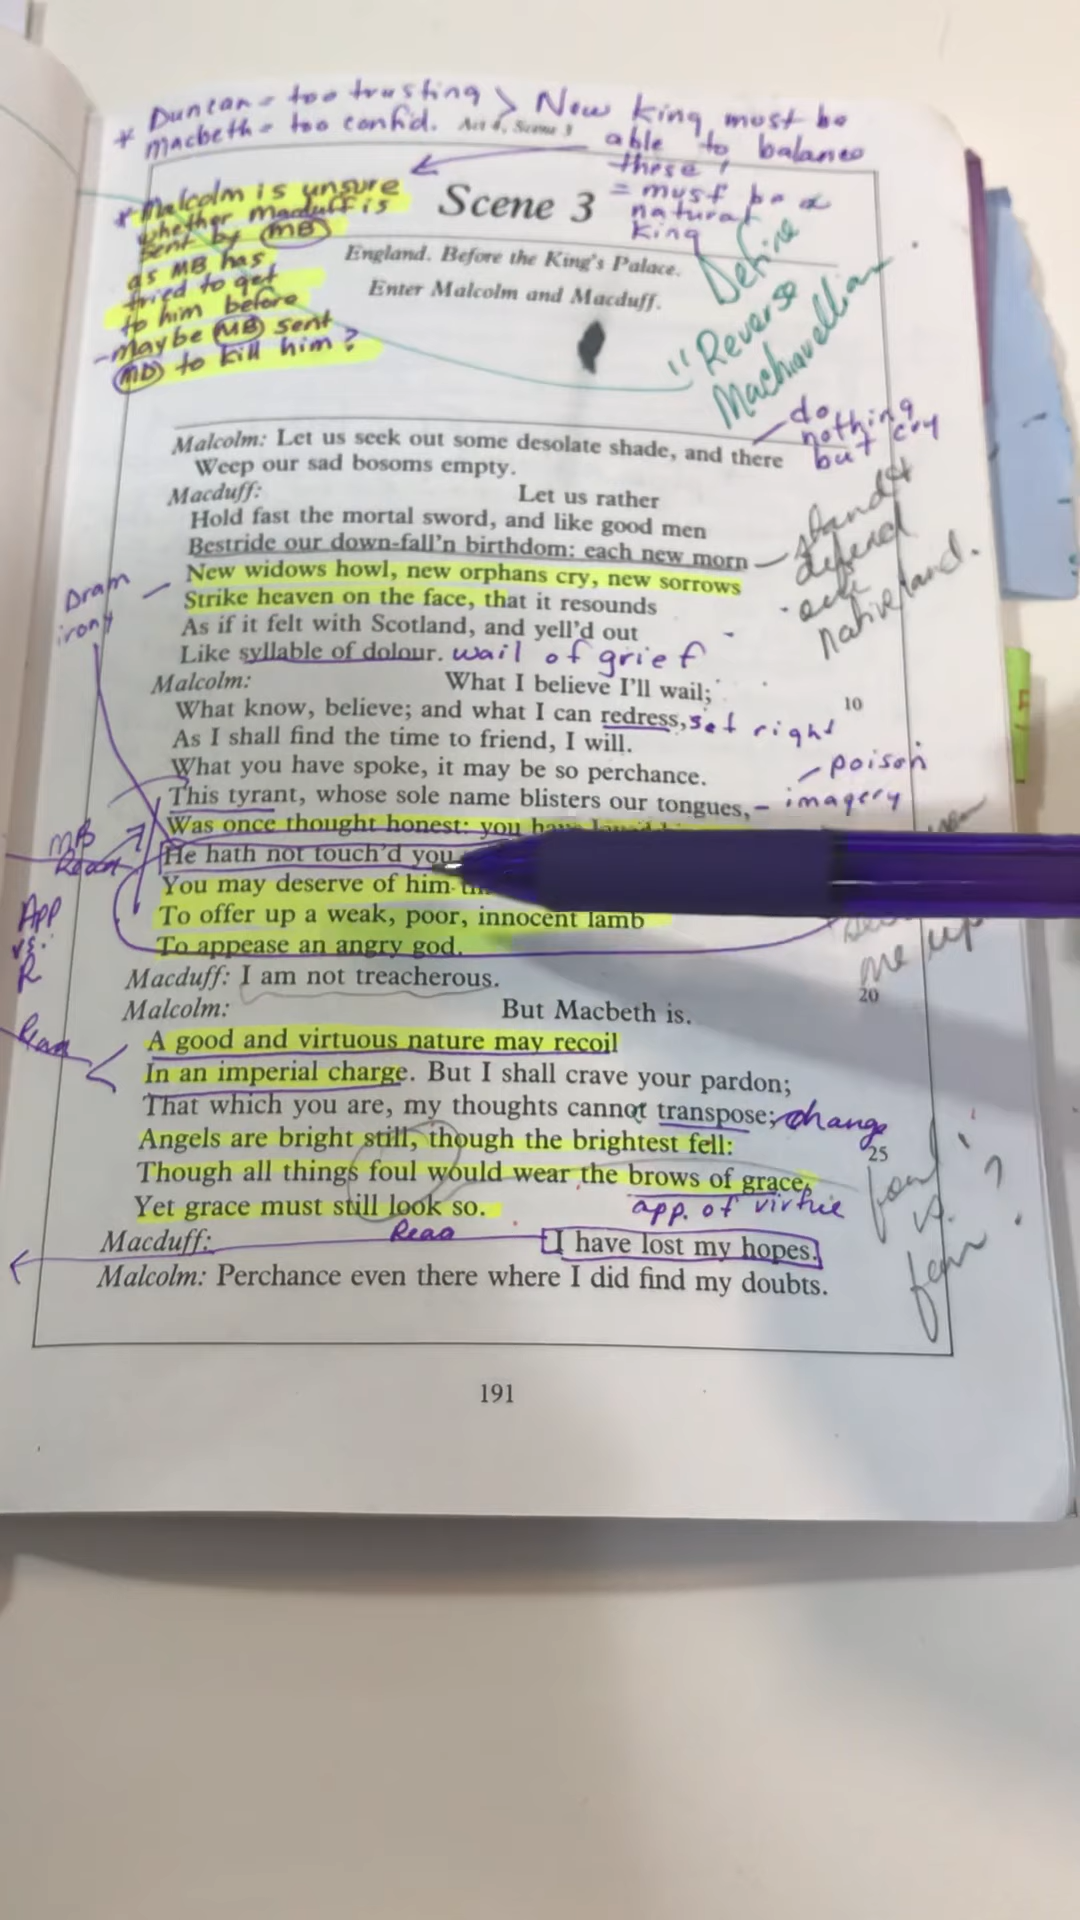 * Duncan = too trusting > Now king must be
* Macbeth = too confid. Act 4, Scene 3 able to balance
these!
= must be a
natural
king
* Malcolm is unsure
whether macduff is
sent by MB
as MB has
tried to get
to him before
- maybe MB sent
MD to kill him?
Scene 3
England. Before the King's Palace.
Enter Malcolm and Macduff.
Define
"Reverse
Machiavellian
Malcolm: Let us seek out some desolate shade, and there
Weep our sad bosoms empty.
do
nothing
but cry
Macduff: Let us rather
Hold fast the mortal sword, and like good men
Bestride our down-fall'n birthdom: each new morn
defend
native land.
New widows howl, new orphans cry, new sorrows
Strike heaven on the face, that it resounds
Dram
irony
As if it felt with Scotland, and yell'd out
Like syllable of dolour. wail of grief
Malcolm: What I believe I'll wail;
What know, believe; and what I can redress, set right
10
As I shall find the time to friend, I will.
What you have spoke, it may be so perchance.
- poison
This tyrant, whose sole name blisters our tongues, - imagery
Was once thought honest: you have
MB
Read
He hath not touch'd you
You may deserve of him
App
vs.
R
To offer up a weak, poor, innocent lamb
To appease an angry god.
me up
Macduff: I am not treacherous.
20
Malcolm: But Macbeth is.
Read
A good and virtuous nature may recoil
In an imperial charge. But I shall crave your pardon;
That which you are, my thoughts cannot transpose; change
Angels are bright still, though the brightest fell:
25
Though all things foul would wear the brows of grace,
Yet grace must still look so. app. of virtue
Macduff: Read I have lost my hopes.
Malcolm: Perchance even there where I did find my doubts.
vs.
191